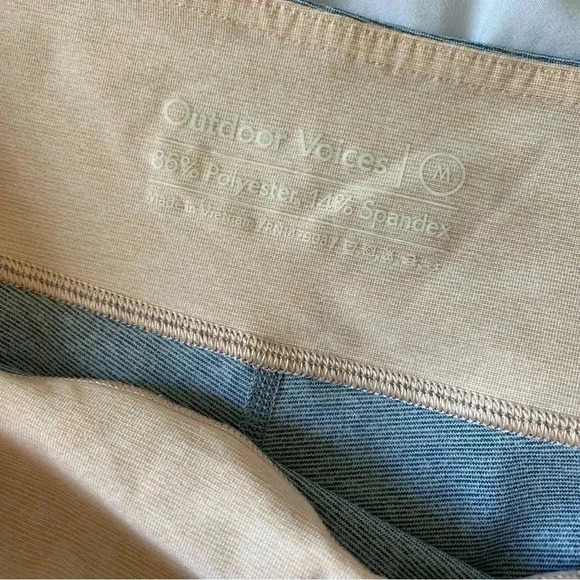 Outdoor Voices | M
86% Polyester, 14% Spandex
Made in Vietnam /